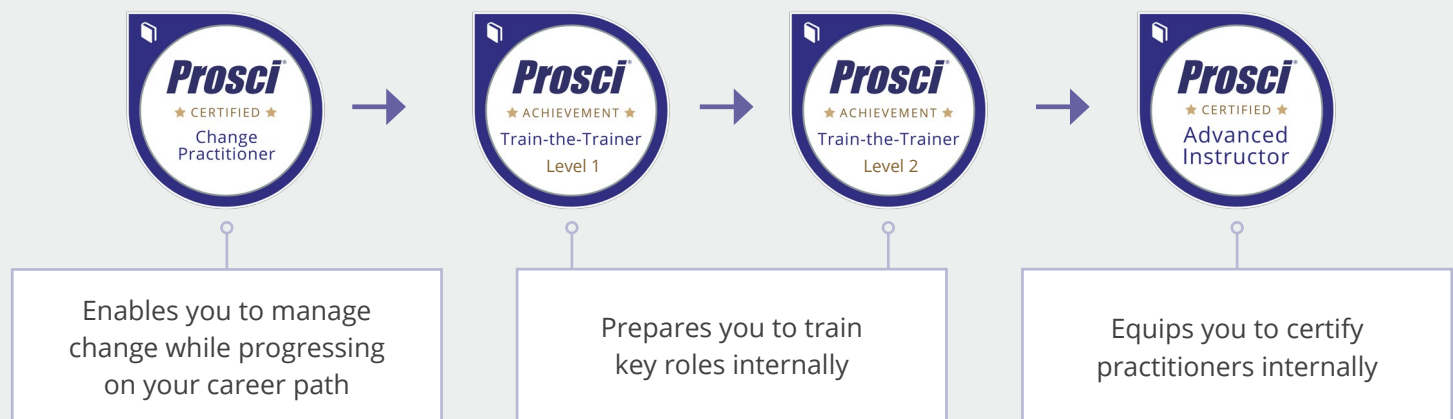 Prosci®
★ CERTIFIED ★
Change
Practitioner
Prosci®
★ ACHIEVEMENT ★
Train-the-Trainer
Level 1
Prosci®
★ ACHIEVEMENT ★
Train-the-Trainer
Level 2
Prosci®
★ CERTIFIED ★
Advanced
Instructor
Enables you to manage
change while progressing
on your career path
Prepares you to train
key roles internally
Equips you to certify
practitioners internally